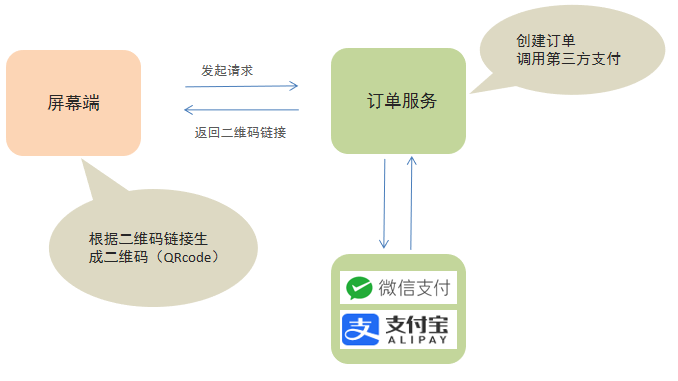 创建订单
调用第三方支付
屏幕端
发起请求
返回二维码链接
订单服务
根据二维码链接生
成二维码（QRcode）
微信支付
支 支付宝
ALIPAY